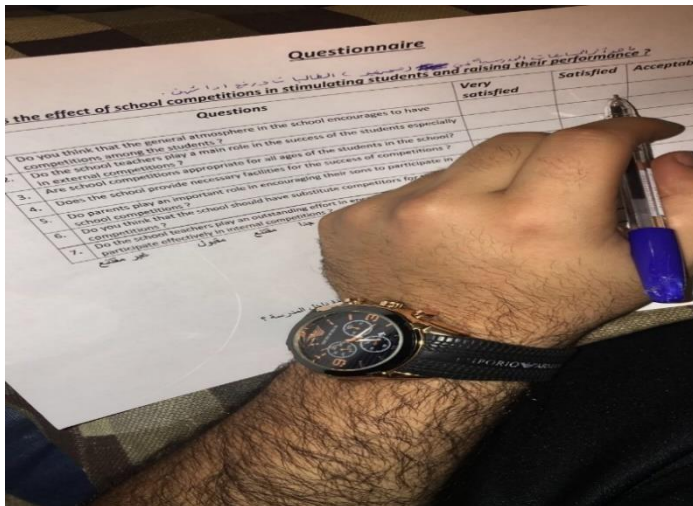 Questionnaire
s the effect of school competitions in stimulating students and raising their performance ?
Questions
Very satisfied
Satisfied
Acceptab
Do you think that the general atmosphere in the school encourages to have
competitions among the students ?
2. Do the school teachers play a main role in the success of the students especially
in external competitions ?
3. Are school competitions appropriate for all ages of the students in the school?
4. Does the school provide necessary facilities for the success of competitions ?
5. Do parents play an important role in encouraging their sons to participate in
school competitions ?
6. Do you think that the school should have substitute competitors for
competitions ?
7. Do the school teachers play an outstanding effort in
participate effectively in internal competitions ?
جدا مقتنع مقبول غير مقتنع
داخل المدرسة ؟
EMPORIO ARMANI